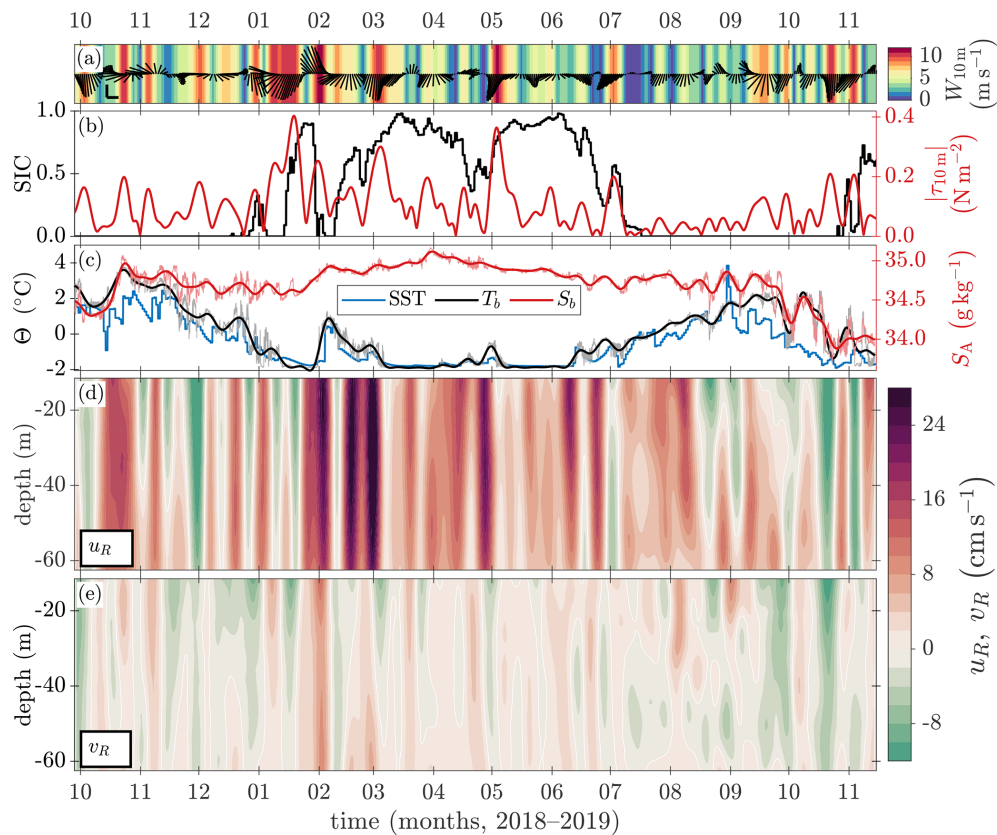 10 11 12 01 02 03 04 05 06 07 08 09 10 11
(a)
10
5
0
W10 m
(m s−1)
(b)
SIC
1.0
0.5
0.0
0.4
0.2
0.0
|τ10 m|
(N m−2)
(c)
Θ (°C)
4
2
0
-2
SST Tb Sb
35.0
34.5
34.0
SA (g kg−1)
(d)
depth (m)
-20
-40
-60
uR
(e)
depth (m)
-20
-40
-60
vR
24
16
8
0
-8
uR, vR (cm s−1)
10 11 12 01 02 03 04 05 06 07 08 09 10 11
time (months, 2018–2019)